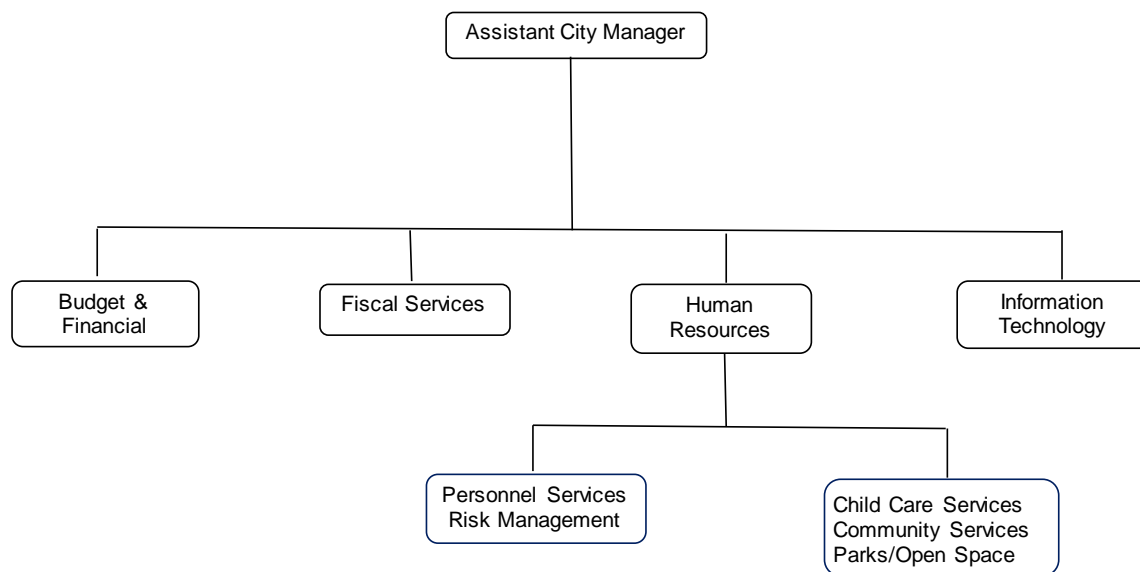 Assistant City Manager
Budget &
Financial
Fiscal Services
Human
Resources
Information
Technology
Personnel Services
Risk Management
Child Care Services
Community Services
Parks/Open Space